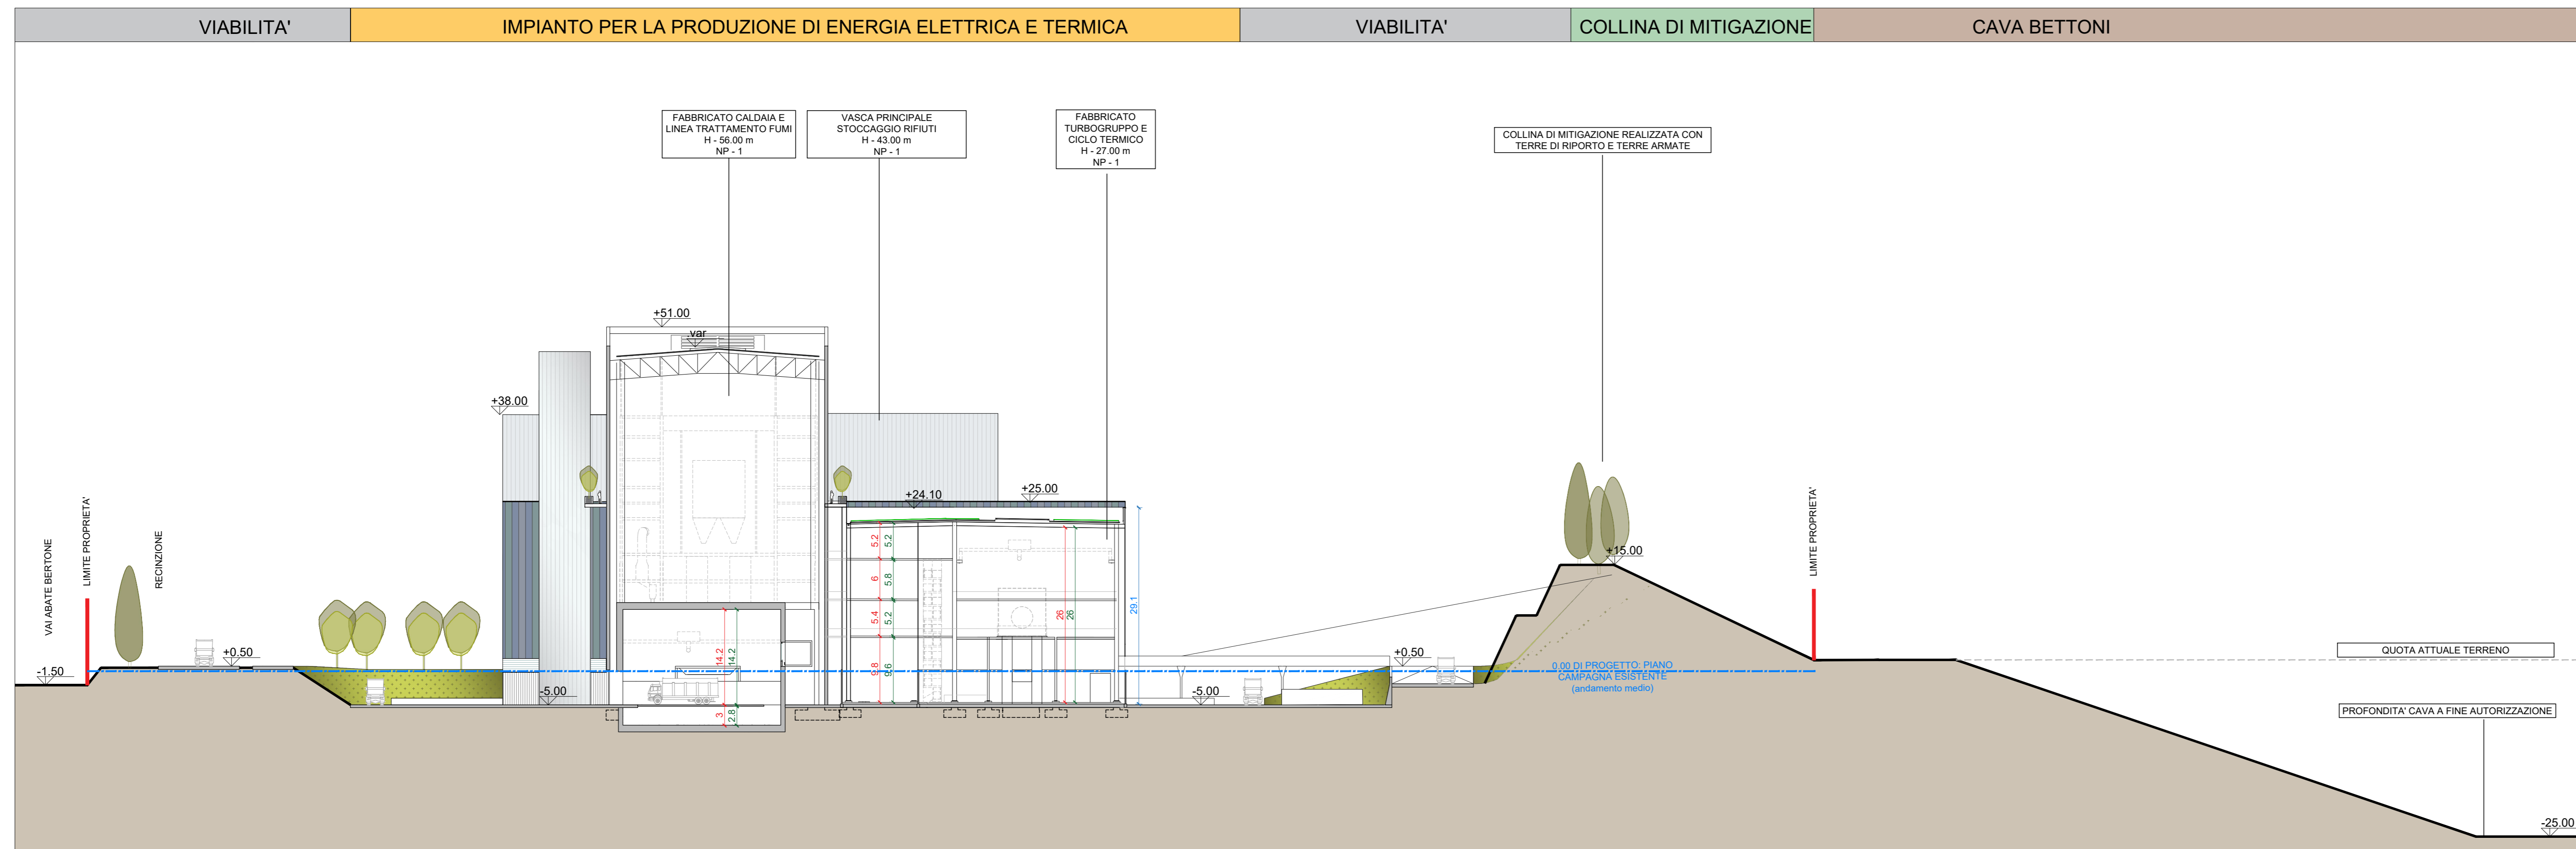 VIABILITA'
IMPIANTO PER LA PRODUZIONE DI ENERGIA ELETTRICA E TERMICA
VIABILITA'
COLLINA DI MITIGAZIONE
CAVA BETTONI
FABBRICATO CALDAIA E
LINEA TRATTAMENTO FUMI
H - 56.00 m
NP - 1
VASCA PRINCIPALE
STOCCAGGIO RIFIUTI
H - 43.00 m
NP - 1
FABBRICATO
TURBOGRUPPO E
CICLO TERMICO
H - 27.00 m
NP - 1
COLLINA DI MITIGAZIONE REALIZZATA CON
TERRE DI RIPORTO E TERRE ARMATE
+51.00
var
+38.00
+24.10
+25.00
+15.00
VAI ABATE BERTONE
LIMITE PROPRIETA'
RECINZIONE
LIMITE PROPRIETA'
5.2
5.2
6
5.8
5.4
5.2
9.8
9.6
26
26
29.1
14.2
14.2
3
2.8
-1.50
+0.50
-5.00
-5.00
+0.50
0.00 DI PROGETTO: PIANO
CAMPAGNA ESISTENTE
(andamento medio)
QUOTA ATTUALE TERRENO
PROFONDITA' CAVA A FINE AUTORIZZAZIONE
-25.00